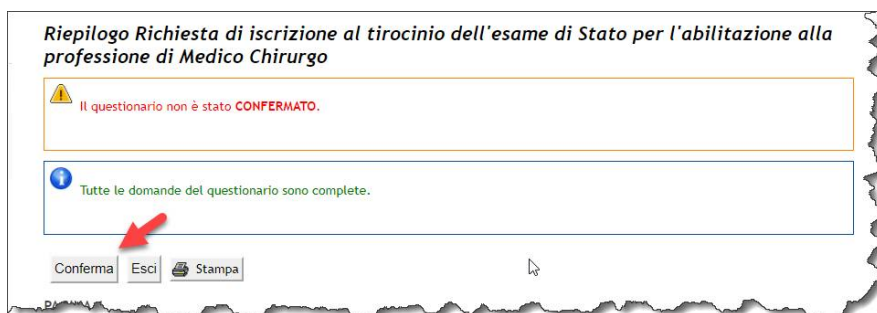 Riepilogo Richiesta di iscrizione al tirocinio dell'esame di Stato per l'abilitazione alla
professione di Medico Chirurgo
Il questionario non è stato CONFERMATO.
Tutte le domande del questionario sono complete.
Conferma Esci Stampa